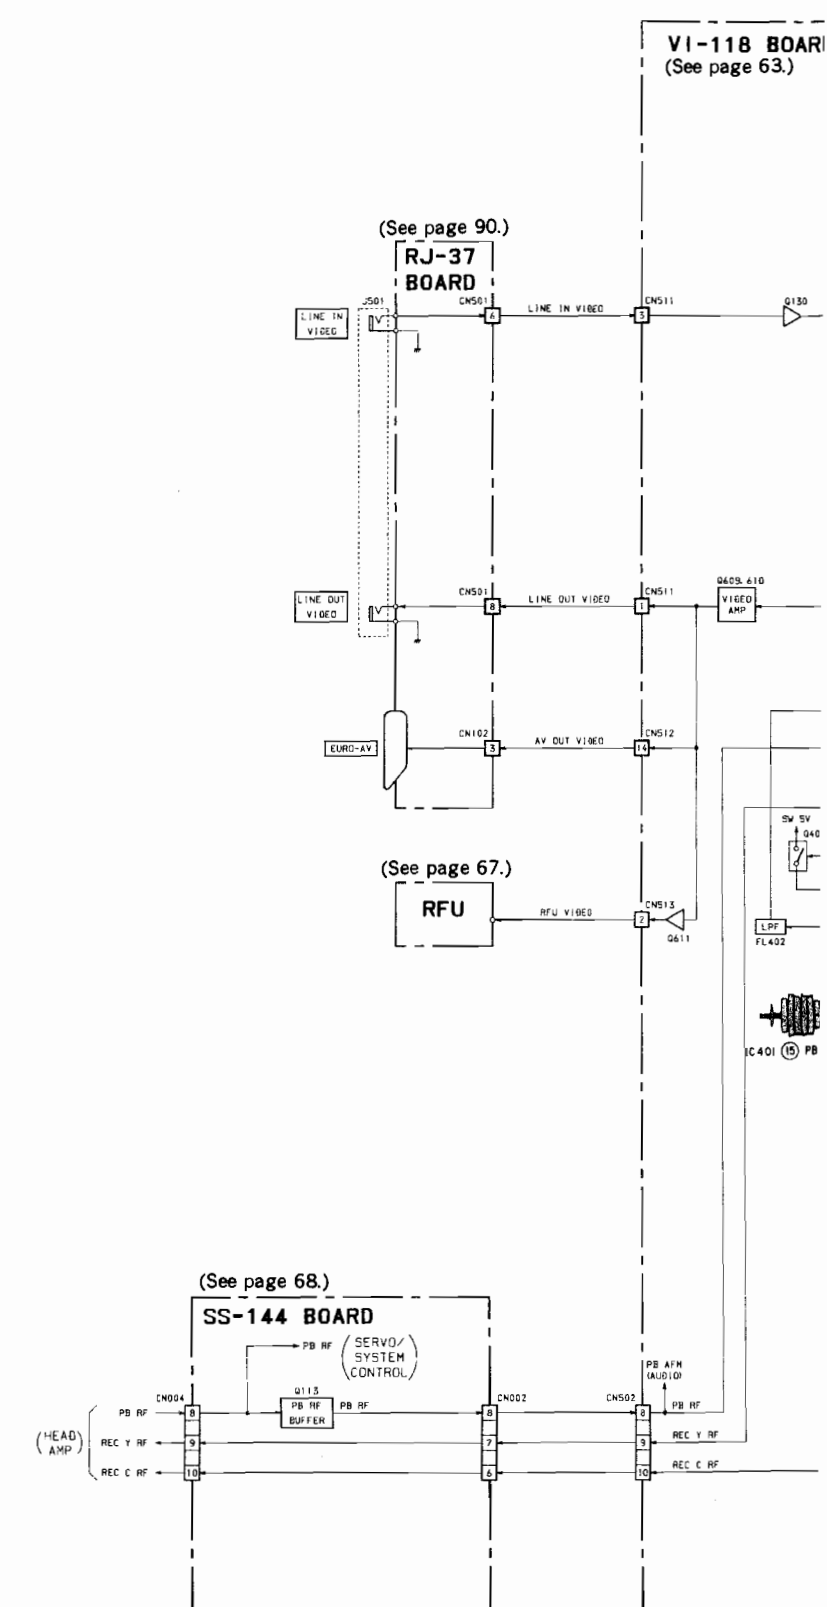 VI-118 BOAR
(See page 63.)
(See page 90.)
RJ-37
BOARD
J501
CN501
CN511
Q130
LINE IN
VIDEO
6
LINE IN VIDEO
3
Q609, 610
CN501
CN511
LINE OUT
VIDEO
8
LINE OUT VIDEO
1
VIDEO
AMP
CN102
CN512
EURO-AV
3
AV OUT VIDEO
14
SW 5V
Q40
(See page 67.)
RFU
CN513
RFU VIDEO
2
Q611
LPF
FL402
IC401 15 PB
(See page 68.)
SS-144 BOARD
PB RF
(SERVO/
SYSTEM
CONTROL)
PB AFM
(AUDIO)
CN004
Q113
CN002
CN502
PB RF
8
PB RF
BUFFER
PB RF
8
8
PB RF
(HEAD
AMP)
REC Y RF
9
7
9
REC Y RF
REC C RF
10
6
10
REC C RF